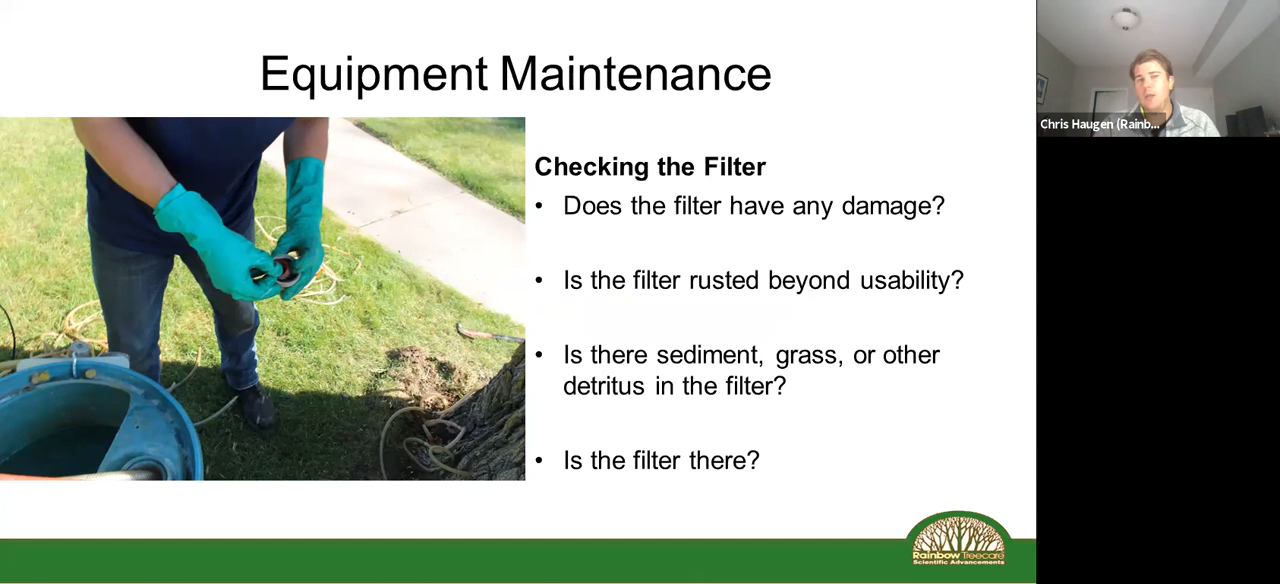 Equipment Maintenance
Chris Haugen (Rainb...
Checking the Filter
• Does the filter have any damage?
• Is the filter rusted beyond usability?
• Is there sediment, grass, or other
detritus in the filter?
• Is the filter there?
Rainbow Treecare
Scientific Advancements